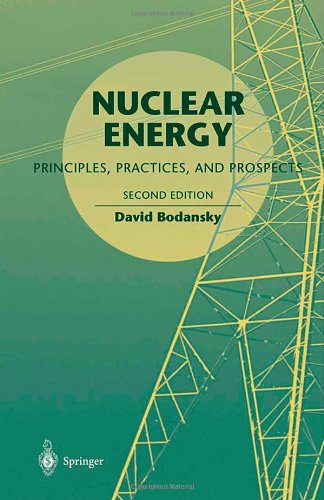 NUCLEAR
ENERGY
PRINCIPLES, PRACTICES, AND PROSPECTS
SECOND EDITION
David Bodansky
Springer